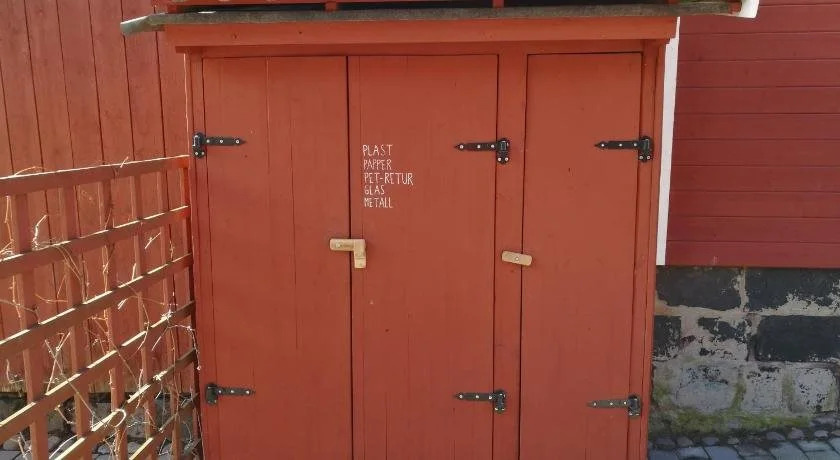 PLAST
PAPPER
PET-RETUR
GLAS
METALL